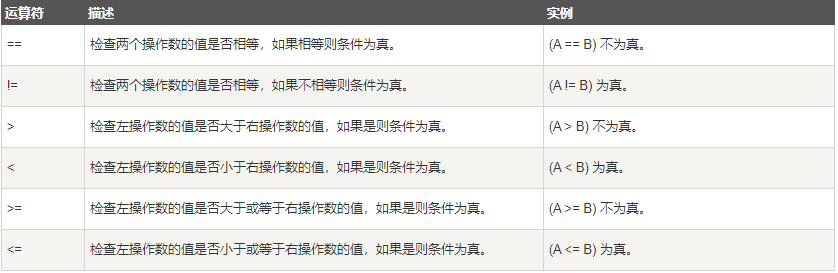 运算符 描述 实例
== 检查两个操作数的值是否相等，如果相等则条件为真。 (A == B) 不为真。
!= 检查两个操作数的值是否相等，如果不相等则条件为真。 (A != B) 为真。
> 检查左操作数的值是否大于右操作数的值，如果是则条件为真。 (A > B) 不为真。
< 检查左操作数的值是否小于右操作数的值，如果是则条件为真。 (A < B) 为真。
>= 检查左操作数的值是否大于或等于右操作数的值，如果是则条件为真。 (A >= B) 不为真。
<= 检查左操作数的值是否小于或等于右操作数的值，如果是则条件为真。 (A <= B) 为真。